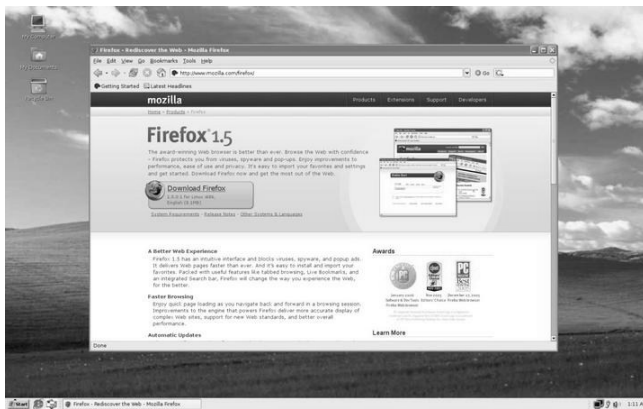 My Computer
My Documents
Recycle Bin
Firefox - Rediscover the Web - Mozilla Firefox
File Edit View Go Bookmarks Tools Help
http://www.mozilla.com/firefox/
Go
Getting Started Latest Headlines
mozilla
Products Extensions Support Developers
Home » Products » Firefox
Firefox 1.5
The award-winning Web browser is better than ever. Browse the Web with confidence
- Firefox protects you from viruses, spyware and pop-ups. Enjoy improvements to
performance, ease of use and privacy. It's easy to import your favorites and settings
and get started. Download Firefox now and get the most out of the Web.
Download Firefox
System Requirements - Release Notes - Other Systems & Languages
A Better Web Experience
Firefox 1.5 has an intuitive interface and blocks viruses, spyware, and popup ads.
It delivers Web pages faster than ever. And it's easy to install and import your
favorites. Packed with useful features like tabbed browsing, Live Bookmarks, and
an integrated Search bar, Firefox will change the way you experience the Web,
for the better.
Faster Browsing
Enjoy quick page loading as you navigate back and forward in a browsing session.
Improvements to the engine that powers Firefox deliver more accurate display of
complex Web sites, support for new Web standards, and better overall
performance.
Automatic Updates
Awards
Learn More
Done
Start
Firefox - Rediscover the Web - Mozilla Firefox